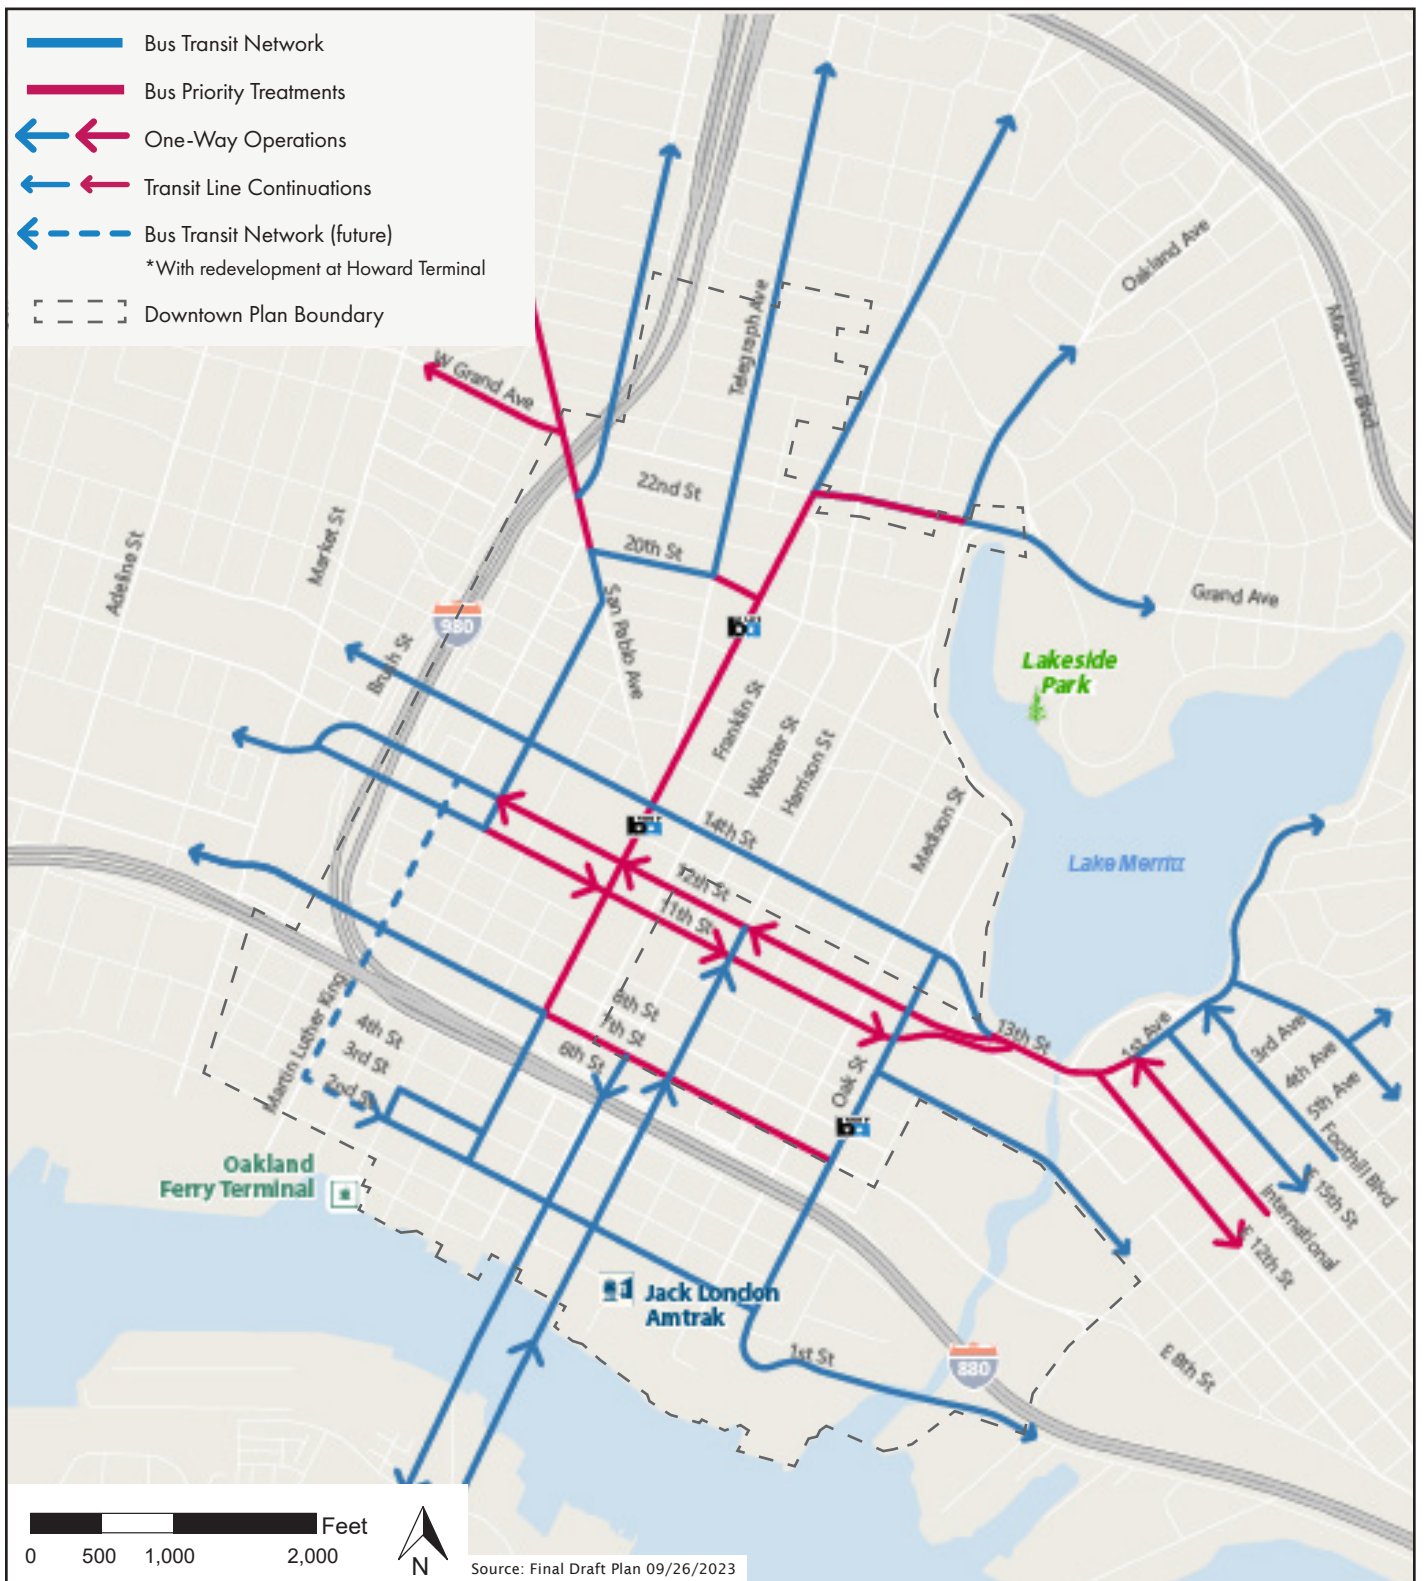 Bus Transit Network
Bus Priority Treatments
One-Way Operations
Transit Line Continuations
Bus Transit Network (future)
*With redevelopment at Howard Terminal
Downtown Plan Boundary
Oakland Ave
Telegraph Ave
Macarthur Blvd
W Grand Ave
22nd St
20th St
Market St
Adeline St
Grand Ave
980
San Pablo Ave
Brush St
Lakeside
Park
Franklin St
Webster St
Harrison St
Madison St
14th St
Lake Merritt
12th St
11th St
8th St
7th St
6th St
13th St
1st Ave
3rd Ave
4th Ave
5th Ave
Martin Luther King
4th St
3rd St
2nd St
Oak St
Foothill Blvd
E 15th St
International
E 12th St
Oakland
Ferry Terminal
Jack London
Amtrak
1st St
880
E 8th St
Feet
0 500 1,000 2,000
N
Source: Final Draft Plan 09/26/2023